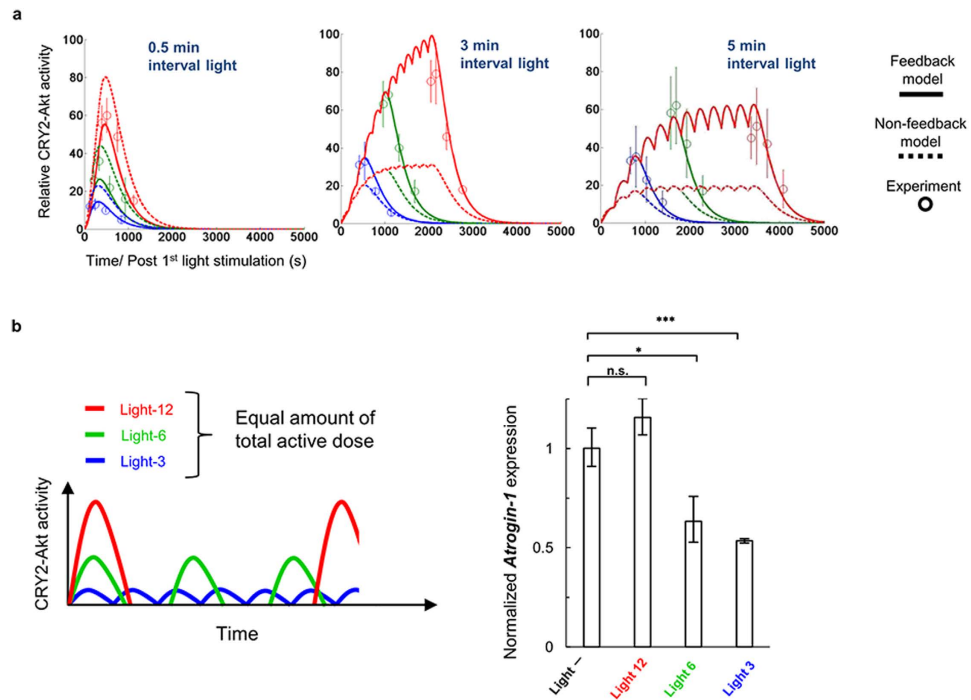 a
0.5 min
interval light
3 min
interval light
5 min
interval light
Relative CRY2-Akt activity
100
80
60
40
20
0
0 1000 2000 3000 4000 5000
100
80
60
40
20
0
0 1000 2000 3000 4000 5000
100
80
60
40
20
0
0 1000 2000 3000 4000 5000
Time/ Post 1st light stimulation (s)
Feedback
model
Non-feedback
model
Experiment
b
Light-12
Light-6
Light-3
Equal amount of
total active dose
CRY2-Akt activity
Time
***
*
n.s.
Normalized Atrogin-1 expression
1
0.5
0
Light –
Light 12
Light 6
Light 3